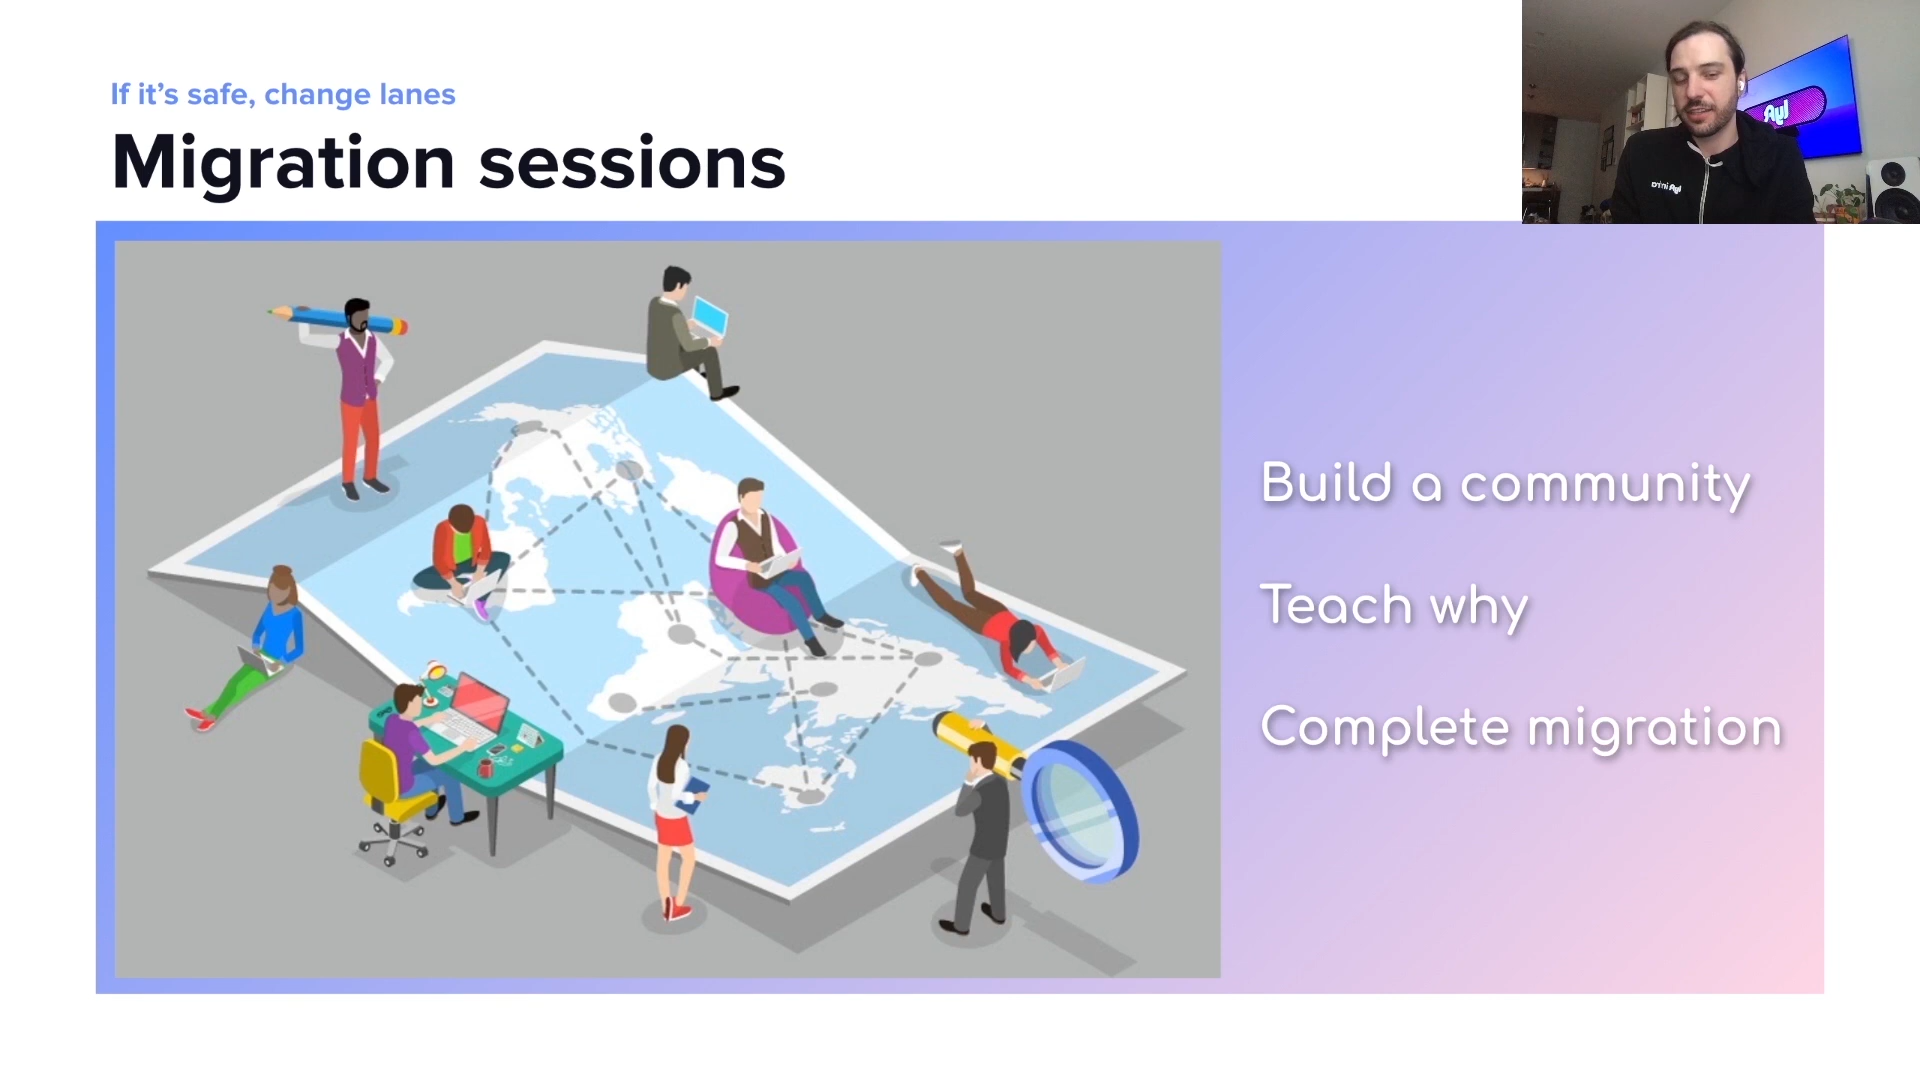 If it's safe, change lanes
Migration sessions
Build a community
Teach why
Complete migration